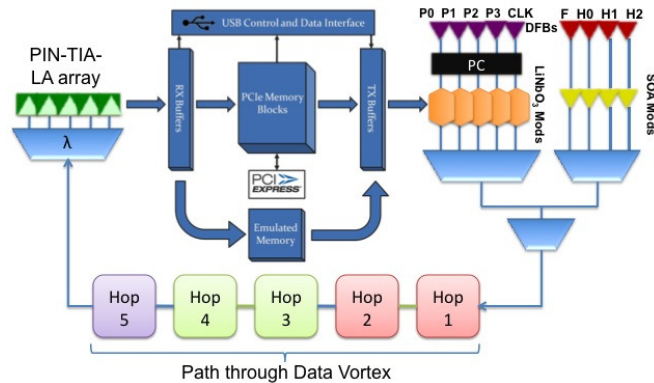 P0 P1 P2 P3 CLK
DFBs
F H0 H1 H2
USB Control and Data Interface
PIN-TIA-
LA array
RX Buffers
PCIe Memory
Blocks
TX Buffers
PC
LiNbO3 Mods
SOA Mods
λ
PCI
EXPRESS
Emulated
Memory
Hop
5
Hop
4
Hop
3
Hop
2
Hop
1
Path through Data Vortex